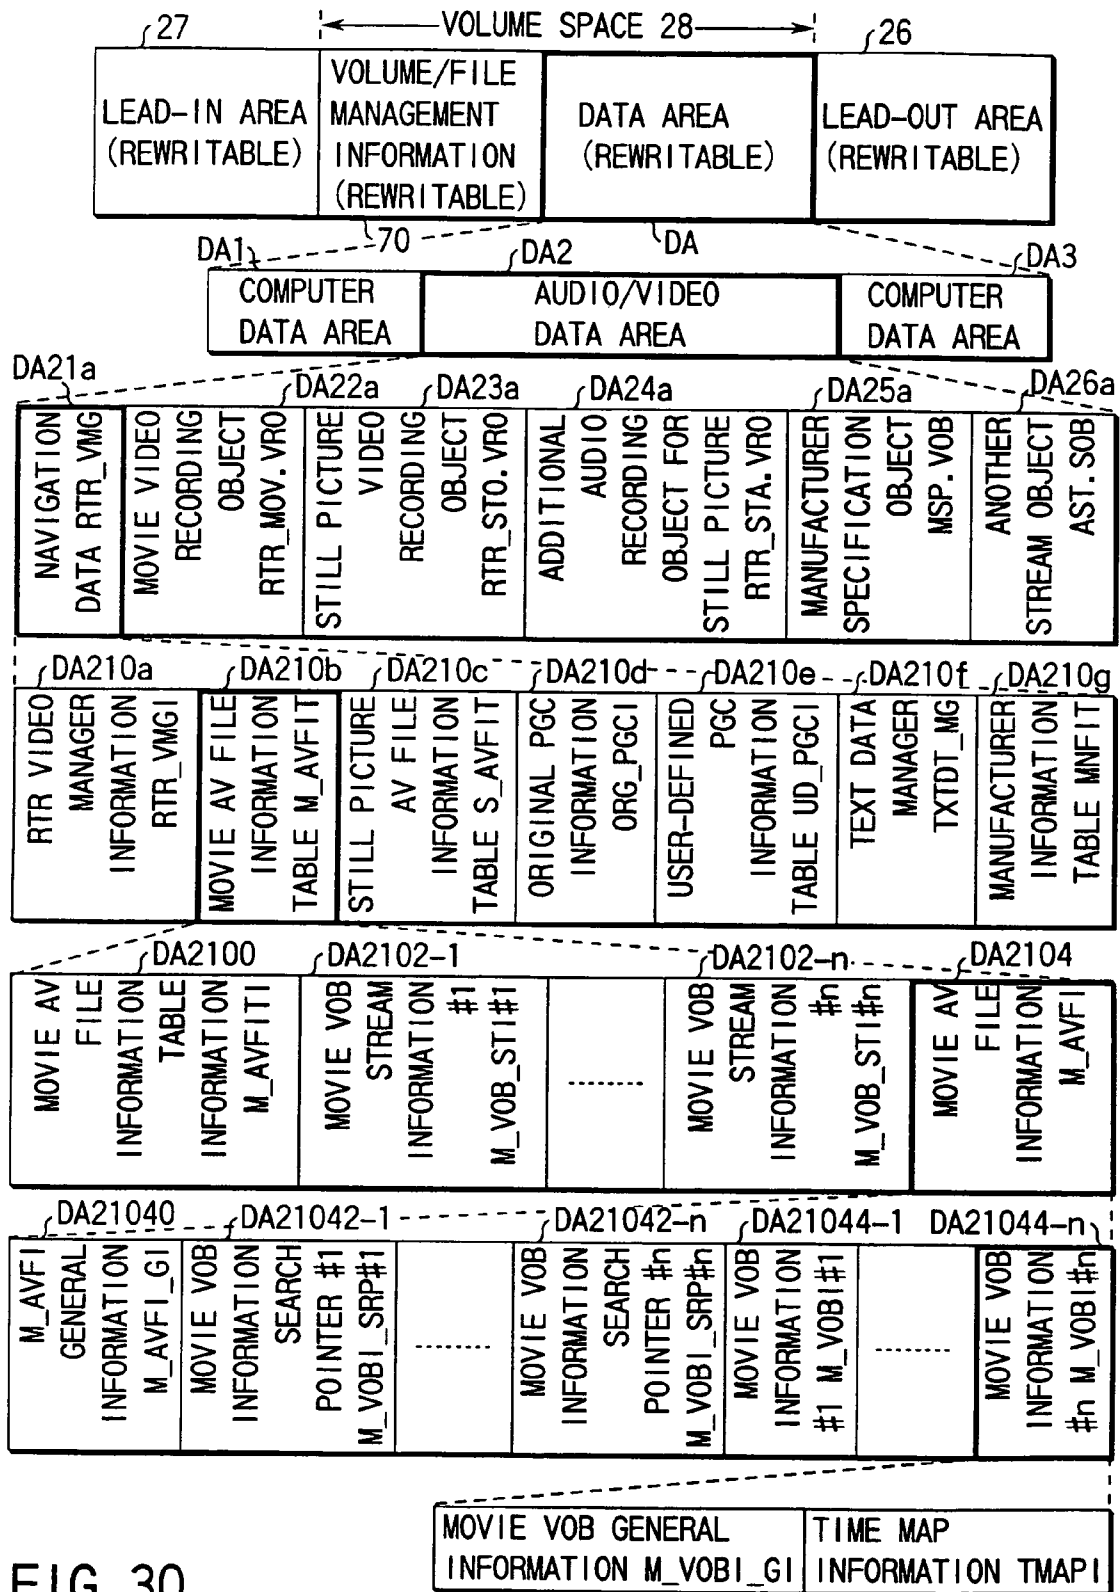 27
VOLUME SPACE 28
26
LEAD-IN AREA
(REWRITABLE)
VOLUME/FILE
MANAGEMENT
INFORMATION
(REWRITABLE)
DATA AREA
(REWRITABLE)
LEAD-OUT AREA
(REWRITABLE)
70
DA
DA1
DA2
DA3
COMPUTER
DATA AREA
AUDIO/VIDEO
DATA AREA
COMPUTER
DATA AREA
DA21a
DA22a
DA23a
DA24a
DA25a
DA26a
NAVIGATION
DATA RTR_VMG
MOVIE VIDEO
RECORDING
OBJECT
RTR_MOV.VRO
STILL PICTURE
VIDEO
RECORDING
OBJECT
RTR_STO.VRO
ADDITIONAL
AUDIO
RECORDING
OBJECT FOR
STILL PICTURE
RTR_STA.VRO
MANUFACTURER
SPECIFICATION
OBJECT
MSP.VOB
ANOTHER
STREAM OBJECT
AST.SOB
DA210a
DA210b
DA210c
DA210d
DA210e
DA210f
DA210g
RTR VIDEO
MANAGER
INFORMATION
RTR_VMGI
MOVIE AV FILE
INFORMATION
TABLE M_AVFIT
STILL PICTURE
AV FILE
INFORMATION
TABLE S_AVFIT
ORIGINAL PGC
INFORMATION
ORG_PGCI
USER-DEFINED
PGC
INFORMATION
TABLE UD_PGCI
TEXT DATA
MANAGER
TXTDT_MG
MANUFACTURER
INFORMATION
TABLE MNFIT
DA2100
DA2102-1
DA2102-n
DA2104
MOVIE AV
FILE
INFORMATION
TABLE
INFORMATION
M_AVFITI
MOVIE VOB
STREAM
INFORMATION
#1
M_VOB_STI#1
.........
MOVIE VOB
STREAM
INFORMATION
#n
M_VOB_STI#n
MOVIE AV
FILE
INFORMATION
M_AVFI
DA21040
DA21042-1
DA21042-n
DA21044-1
DA21044-n
M_AVFI
GENERAL
INFORMATION
M_AVFI_GI
MOVIE VOB
INFORMATION
SEARCH
POINTER #1
M_VOBI_SRP#1
.........
MOVIE VOB
INFORMATION
SEARCH
POINTER #n
M_VOBI_SRP#n
MOVIE VOB
INFORMATION
#1 M_VOBI#1
.........
MOVIE VOB
INFORMATION
#n M_VOBI#n
MOVIE VOB GENERAL
INFORMATION M_VOBI_GI
TIME MAP
INFORMATION TMAPI
FIG. 30